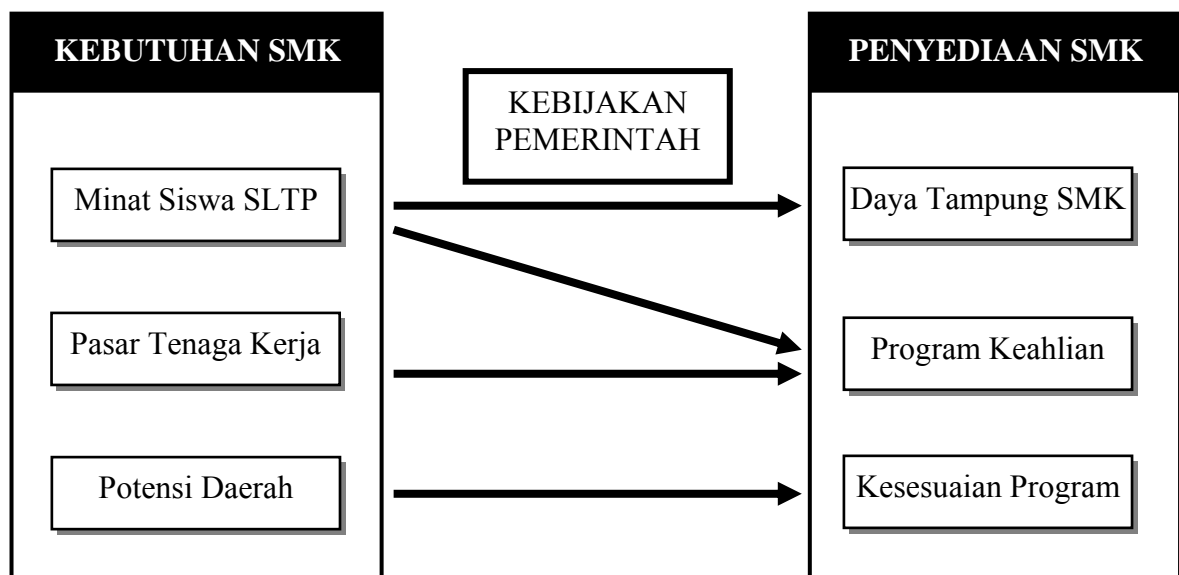 KEBUTUHAN SMK
Minat Siswa SLTP
Pasar Tenaga Kerja
Potensi Daerah
KEBIJAKAN
PEMERINTAH
PENYEDIAAN SMK
Daya Tampung SMK
Program Keahlian
Kesesuaian Program